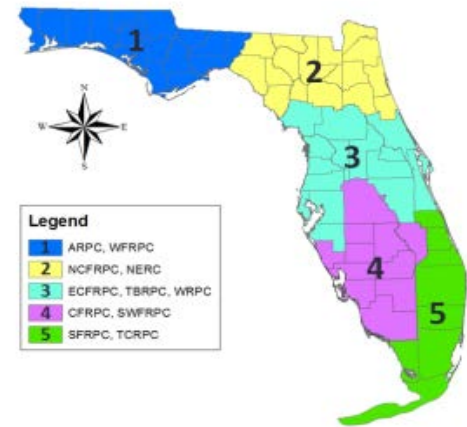 1
2
3
4
5
N
W E
S
Legend
1 ARPC, WFRPC
2 NCFRPC, NERC
3 ECFRPC, TBRPC, WRPC
4 CFRPC, SWFRPC
5 SFRPC, TCRPC